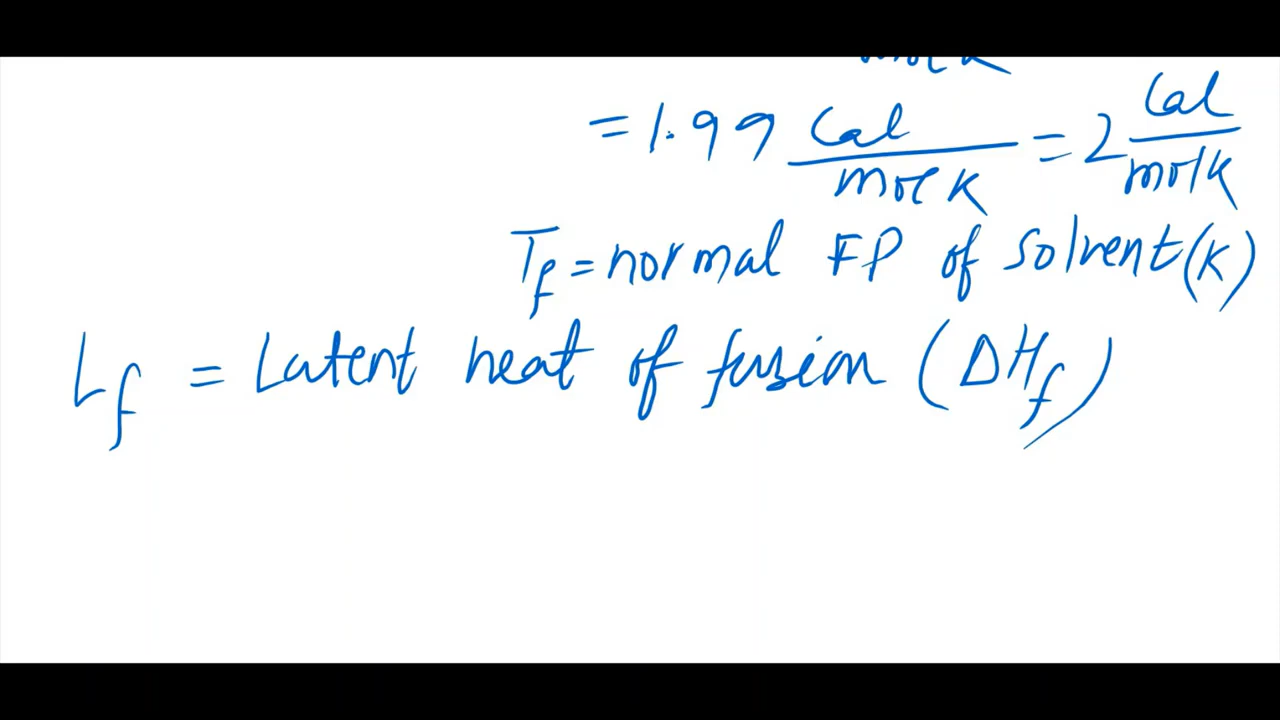 = 1.99 Cal/mol K = 2 Cal/mol K
Tf = normal FP of solvent (K)
Lf = Latent heat of fusion (ΔHf)